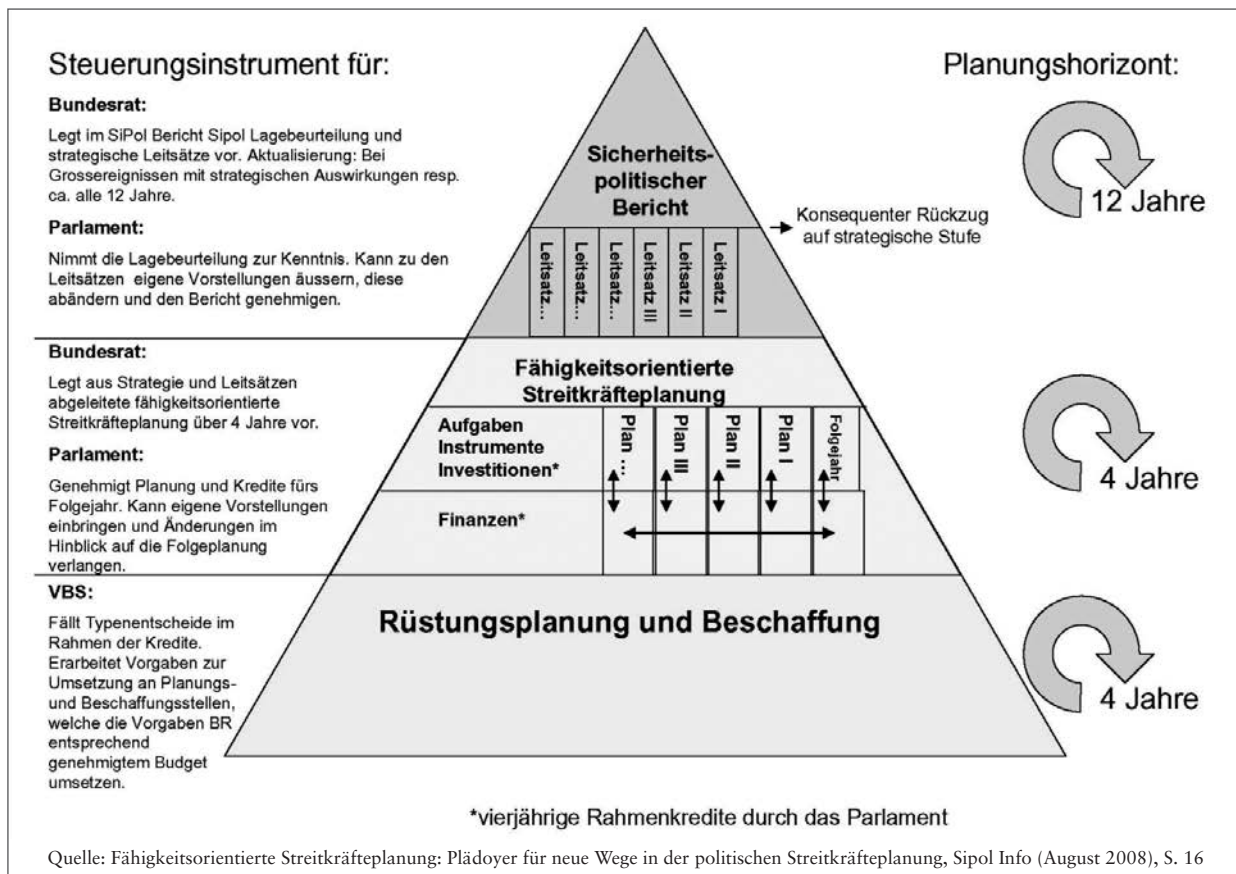 Steuerungsinstrument für:
Bundesrat:
Legt im SiPol Bericht Sipol Lagebeurteilung und
strategische Leitsätze vor. Aktualisierung: Bei
Grossereignissen mit strategischen Auswirkungen resp.
ca. alle 12 Jahre.
Parlament:
Nimmt die Lagebeurteilung zur Kenntnis. Kann zu den
Leitsätzen eigene Vorstellungen äussern, diese
abändern und den Bericht genehmigen.
Bundesrat:
Legt aus Strategie und Leitsätzen
abgeleitete fähigkeitsorientierte
Streitkräfteplanung über 4 Jahre vor.
Parlament:
Genehmigt Planung und Kredite fürs
Folgejahr. Kann eigene Vorstellungen
einbringen und Änderungen im
Hinblick auf die Folgeplanung
verlangen.
VBS:
Fällt Typenentscheide im
Rahmen der Kredite.
Erarbeitet Vorgaben zur
Umsetzung an Planungs-
und Beschaffungsstellen,
welche die Vorgaben BR
entsprechend
genehmigtem Budget
umsetzen.
Sicherheits-
politischer
Bericht
Leitsatz...
Leitsatz...
Leitsatz...
Leitsatz III
Leitsatz II
Leitsatz I
Konsequenter Rückzug
auf strategische Stufe
Fähigkeitsorientierte
Streitkräfteplanung
Aufgaben
Instrumente
Investitionen*
Plan ...
Plan III
Plan II
Plan I
Folgejahr
Finanzen*
Rüstungsplanung und Beschaffung
Planungshorizont:
12 Jahre
4 Jahre
4 Jahre
*vierjährige Rahmenkredite durch das Parlament
Quelle: Fähigkeitsorientierte Streitkräfteplanung: Plädoyer für neue Wege in der politischen Streitkräfteplanung, Sipol Info (August 2008), S. 16